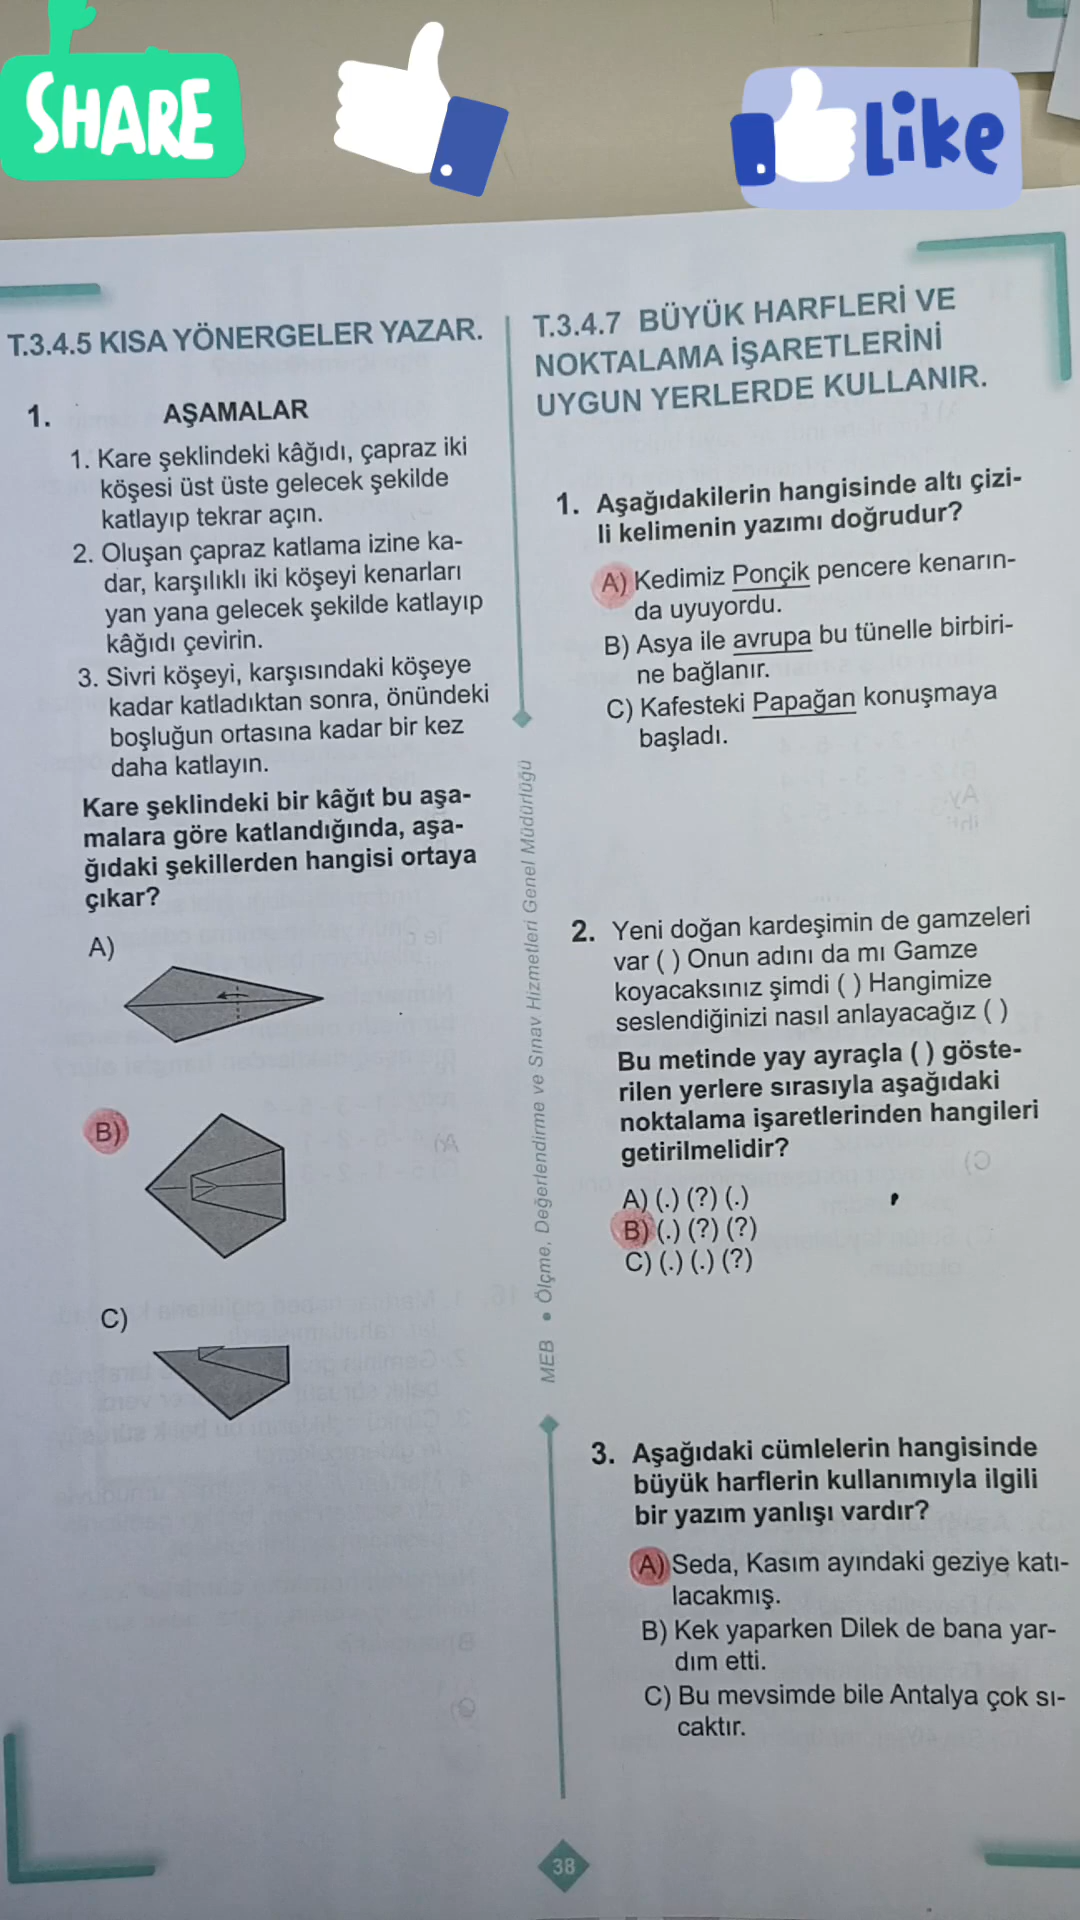 SHARE
Like
T.3.4.5 KISA YÖNERGELER YAZAR.
1. AŞAMALAR
1. Kare şeklindeki kâğıdı, çapraz iki
köşesi üst üste gelecek şekilde
katlayıp tekrar açın.
2. Oluşan çapraz katlama izine ka-
dar, karşılıklı iki köşeyi kenarları
yan yana gelecek şekilde katlayıp
kâğıdı çevirin.
3. Sivri köşeyi, karşısındaki köşeye
kadar katladıktan sonra, önündeki
boşluğun ortasına kadar bir kez
daha katlayın.
Kare şeklindeki bir kâğıt bu aşa-
malara göre katlandığında, aşa-
ğıdaki şekillerden hangisi ortaya
çıkar?
A)
B)
C)
MEB • Ölçme, Değerlendirme ve Sınav Hizmetleri Genel Müdürlüğü
T.3.4.7 BÜYÜK HARFLERİ VE
NOKTALAMA İŞARETLERİNİ
UYGUN YERLERDE KULLANIR.
1. Aşağıdakilerin hangisinde altı çizi-
li kelimenin yazımı doğrudur?
A) Kedimiz Ponçik pencere kenarın-
da uyuyordu.
B) Asya ile avrupa bu tünelle birbiri-
ne bağlanır.
C) Kafesteki Papağan konuşmaya
başladı.
2. Yeni doğan kardeşimin de gamzeleri
var ( ) Onun adını da mı Gamze
koyacaksınız şimdi ( ) Hangimize
seslendiğinizi nasıl anlayacağız ( )
Bu metinde yay ayraçla ( ) göste-
rilen yerlere sırasıyla aşağıdaki
noktalama işaretlerinden hangileri
getirilmelidir?
A) (.) (?) (.)
B) (.) (?) (?)
C) (.) (.) (?)
3. Aşağıdaki cümlelerin hangisinde
büyük harflerin kullanımıyla ilgili
bir yazım yanlışı vardır?
A) Seda, Kasım ayındaki geziye katı-
lacakmış.
B) Kek yaparken Dilek de bana yar-
dım etti.
C) Bu mevsimde bile Antalya çok sı-
caktır.
38